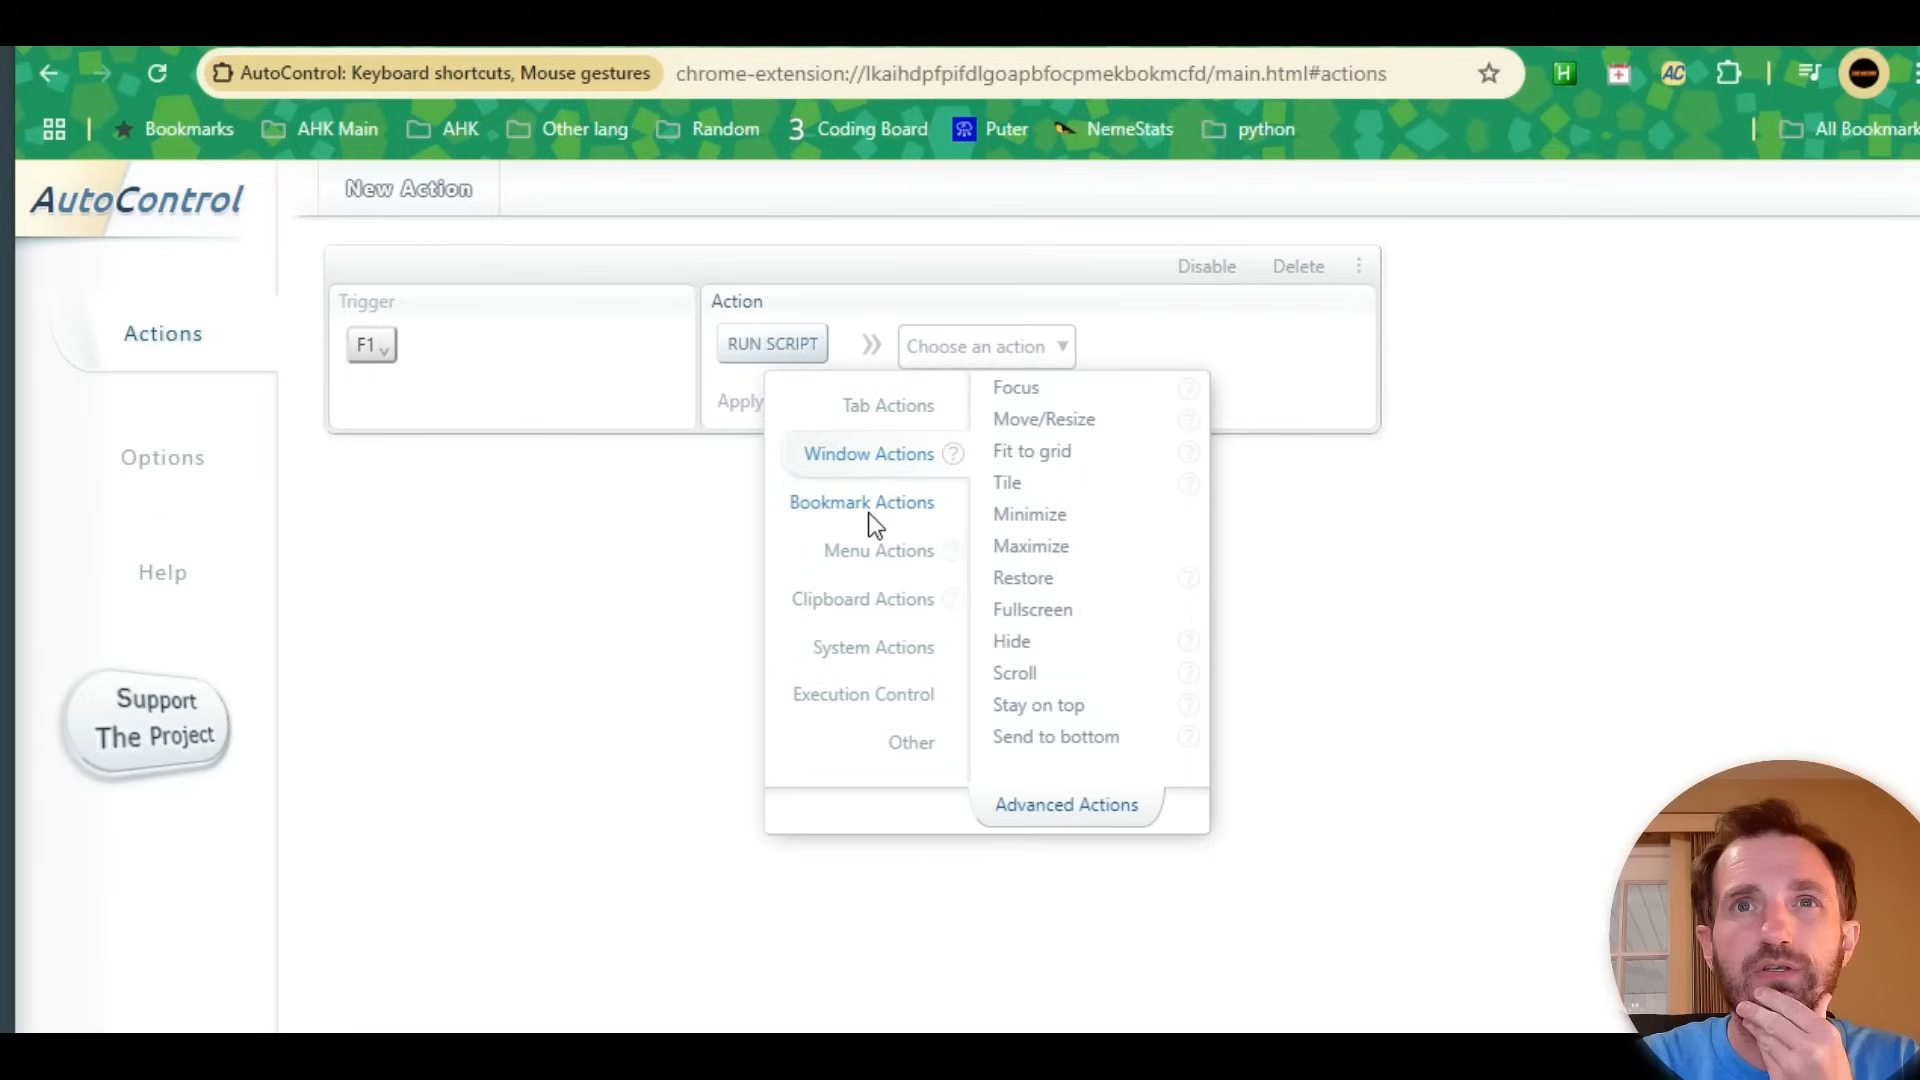 AutoControl: Keyboard shortcuts, Mouse gestures chrome-extension://lkaihdpfpifdlgoapbfocpmekbokmcfd/main.html#actions H AC
Bookmarks AHK Main AHK Other lang Random 3 Coding Board Puter NemeStats python All Bookmark
AutoControl
New Action
Disable Delete
Trigger
Action
F1
RUN SCRIPT
Choose an action
Apply
Actions
Options
Help
Support
The Project
Tab Actions
Window Actions ?
Bookmark Actions
Menu Actions ?
Clipboard Actions ?
System Actions
Execution Control
Other
Focus ?
Move/Resize ?
Fit to grid ?
Tile ?
Minimize
Maximize
Restore ?
Fullscreen
Hide ?
Scroll ?
Stay on top ?
Send to bottom ?
Advanced Actions